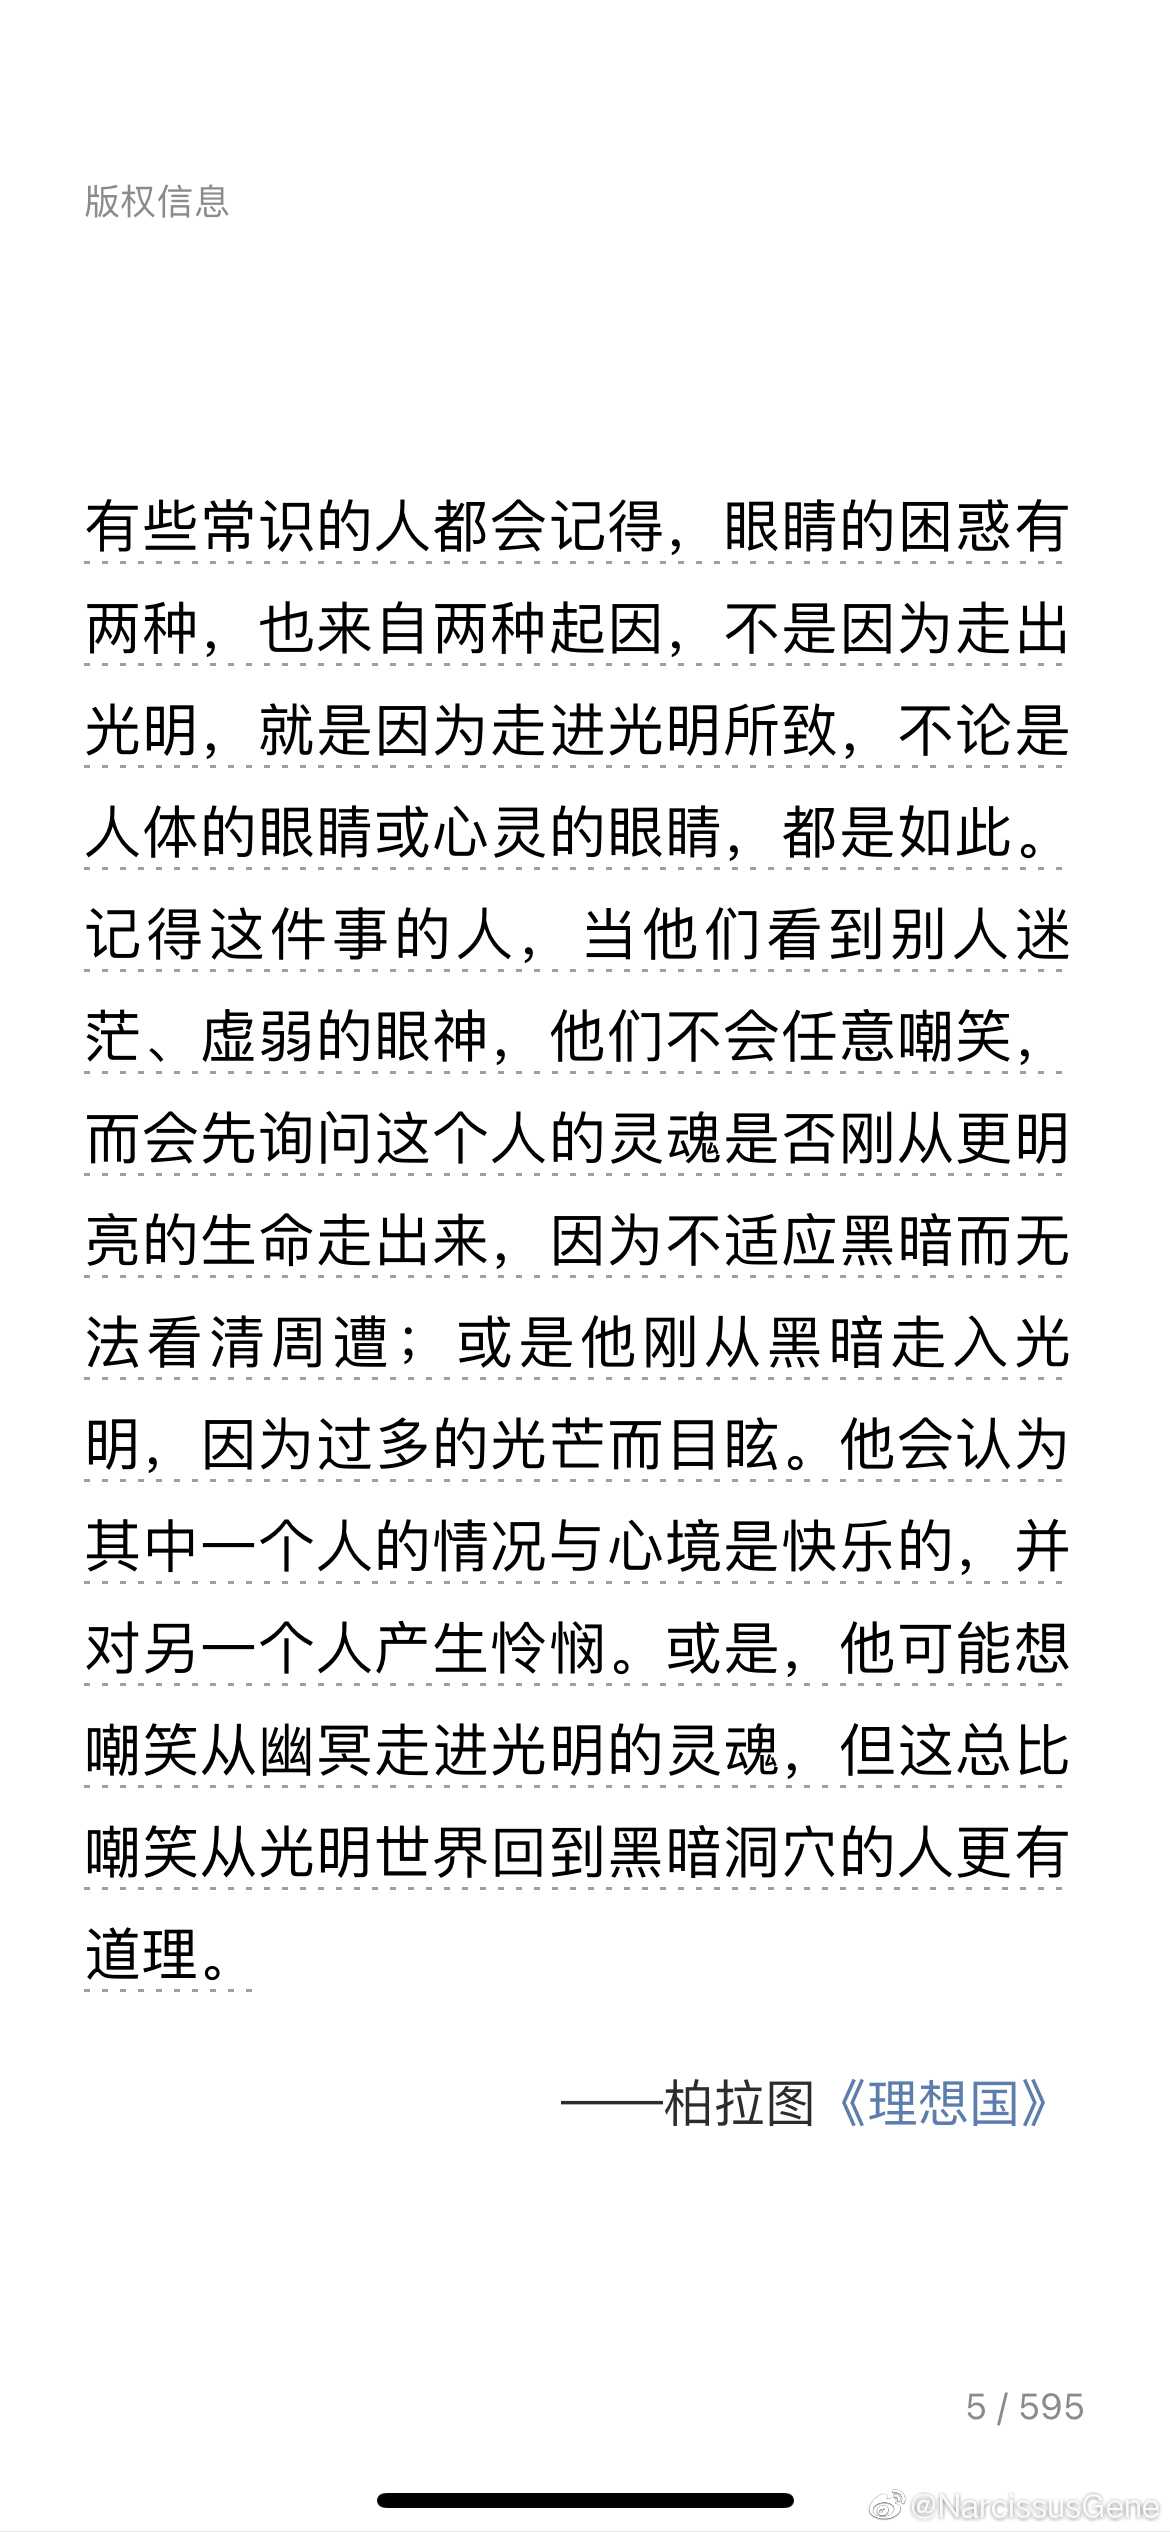 版权信息
有些常识的人都会记得，眼睛的困惑有
两种，也来自两种起因，不是因为走出
光明，就是因为走进光明所致，不论是
人体的眼睛或心灵的眼睛，都是如此。
记得这件事的人，当他们看到别人迷
茫、虚弱的眼神，他们不会任意嘲笑，
而会先询问这个人的灵魂是否刚从更明
亮的生命走出来，因为不适应黑暗而无
法看清周遭；或是他刚从黑暗走入光
明，因为过多的光芒而目眩。他会认为
其中一个人的情况与心境是快乐的，并
对另一个人产生怜悯。或是，他可能想
嘲笑从幽冥走进光明的灵魂，但这总比
嘲笑从光明世界回到黑暗洞穴的人更有
道理。
——柏拉图《理想国》
5 / 595
@NarcissusGene